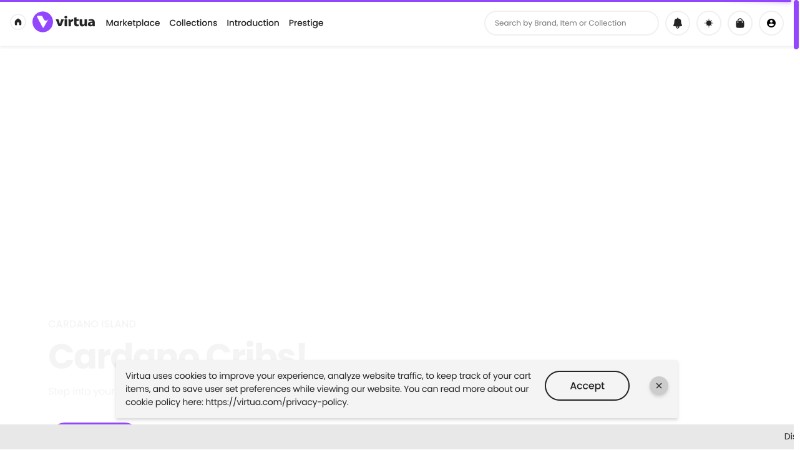 virtua
Marketplace Collections Introduction Prestige
Search by Brand, Item or Collection
CARDANO ISLAND
Cardano Cribs!
Step into your
Virtua uses cookies to improve your experience, analyze website traffic, to keep track of your cart
items, and to save user set preferences while viewing our website. You can read more about our
cookie policy here: https://virtua.com/privacy-policy.
Accept